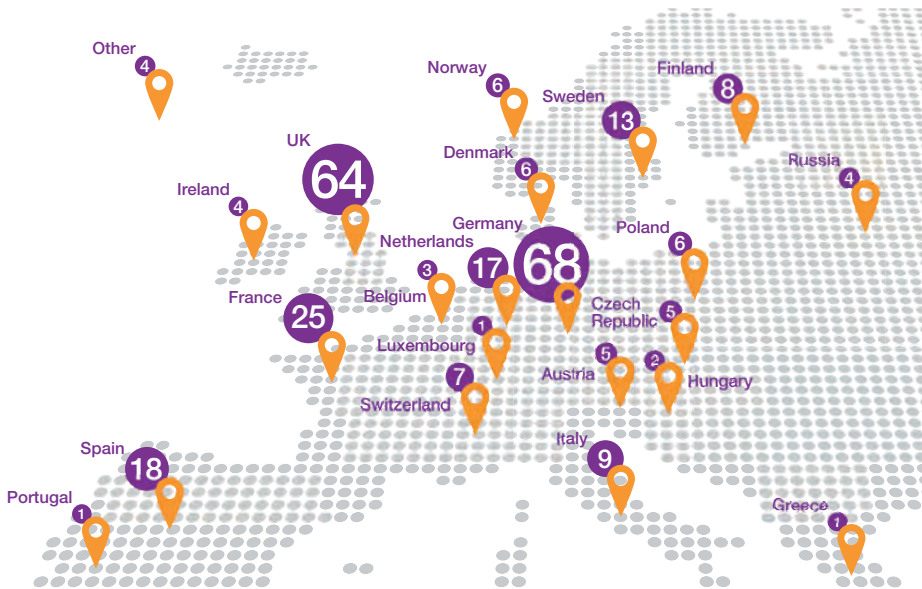 Other
4
Norway
6
Finland
8
Sweden
13
UK
64
Denmark
6
Russia
4
Ireland
4
Germany
68
Poland
6
Netherlands
17
Belgium
3
France
25
Czech
Republic
5
Luxembourg
1
Austria
5
2
Hungary
7
Switzerland
Italy
9
Spain
18
Portugal
1
Greece
1